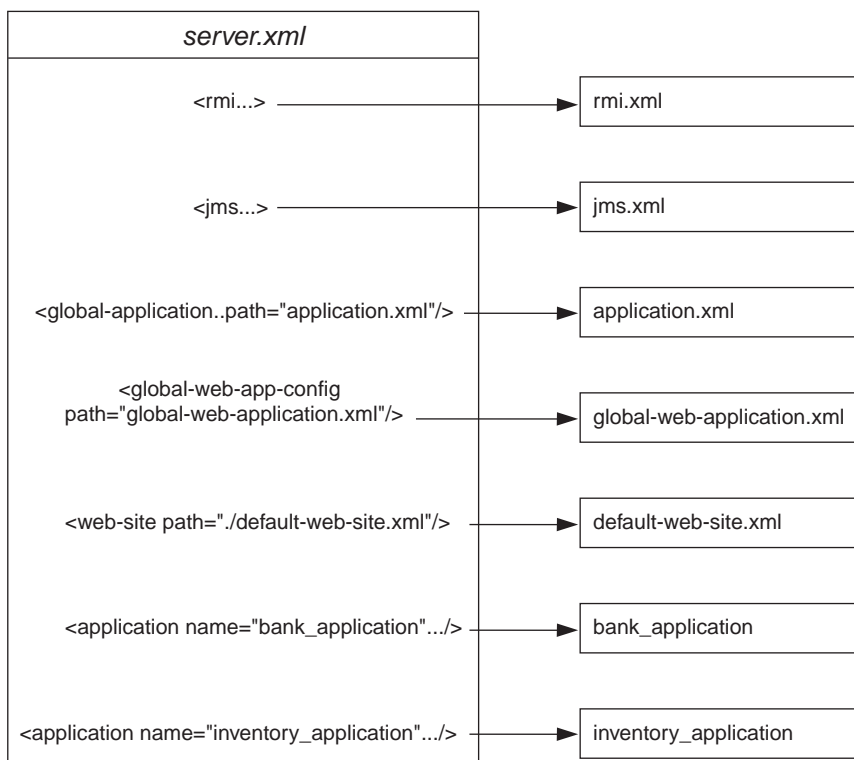 server.xml
<rmi...>
rmi.xml
<jms...>
jms.xml
<global-application..path="application.xml"/>
application.xml
<global-web-app-config
path="global-web-application.xml"/>
global-web-application.xml
<web-site path="./default-web-site.xml"/>
default-web-site.xml
<application name="bank_application".../>
bank_application
<application name="inventory_application".../>
inventory_application